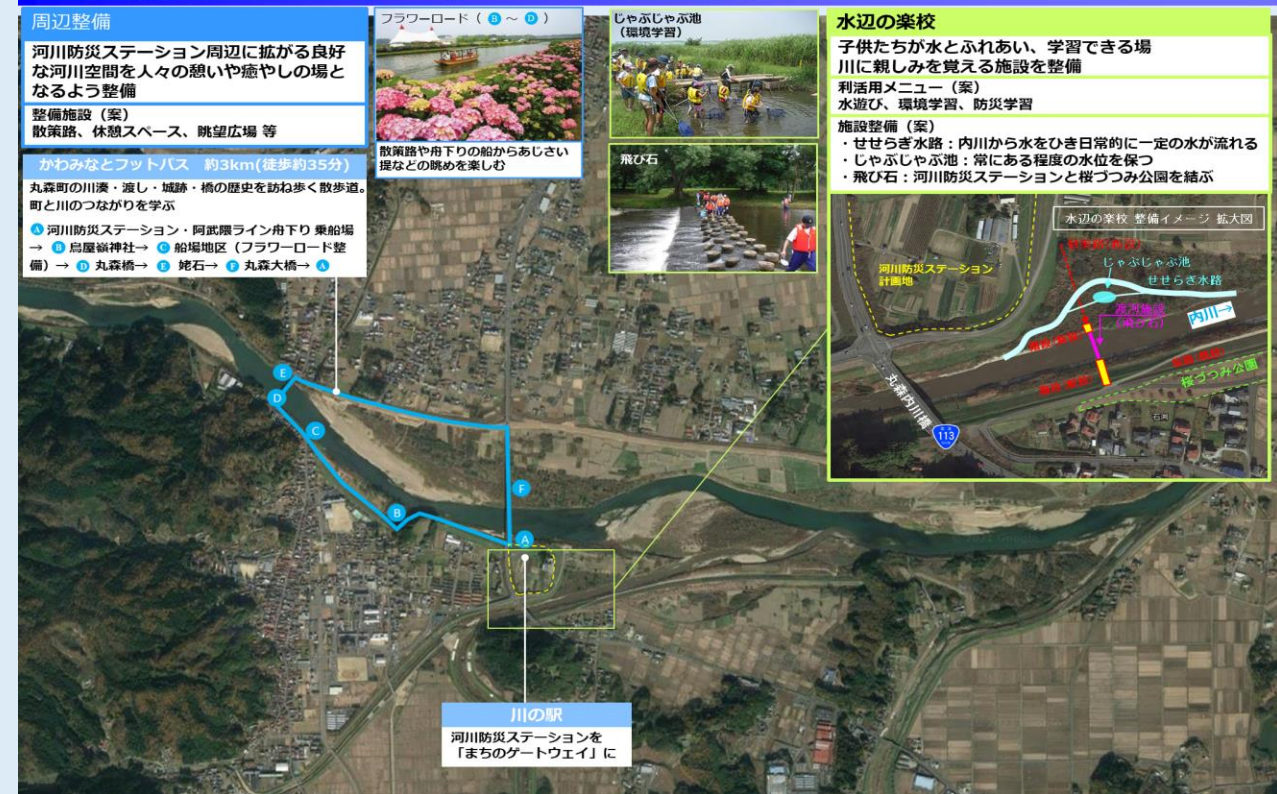 周辺整備
河川防災ステーション周辺に拡がる良好
な河川空間を人々の憩いや癒やしの場と
なるよう整備
整備施設（案）
散策路、休憩スペース、眺望広場 等
かわみなとフットパス　約3km(徒歩約35分)
丸森町の川湊・渡し・城跡・橋の歴史を訪ね歩く散歩道。
町と川のつながりを学ぶ
A 河川防災ステーション・阿武隈ライン舟下り 乗船場
→ B 鳥屋嶺神社→ C 船場地区（フラワーロード整
備）→ D 丸森橋→ E 姥石→ F 丸森大橋→ A
フラワーロード（ B ～ D ）
散策路や舟下りの船からあじさい
堤などの眺めを楽しむ
じゃぶじゃぶ池
（環境学習）
飛び石
水辺の楽校
子供たちが水とふれあい、学習できる場
川に親しみを覚える施設を整備
利活用メニュー（案）
水遊び、環境学習、防災学習
施設整備（案）
・せせらぎ水路：内川から水をひき日常的に一定の水が流れる
・じゃぶじゃぶ池：常にある程度の水位を保つ
・飛び石：河川防災ステーションと桜づつみ公園を結ぶ
水辺の楽校 整備イメージ 拡大図
河川防災ステーション
計画地
じゃぶじゃぶ池
せせらぎ水路
渡河施設
（飛び石）
内川→
桜づつみ公園
丸森内川橋
113
石間
E
D
C
B
F
A
川の駅
河川防災ステーションを
「まちのゲートウェイ」に